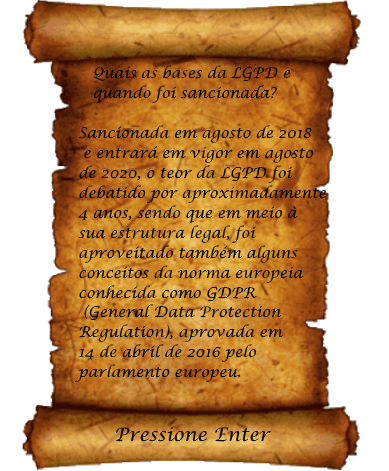 Quais as bases da LGPD e
quando foi sancionada?
Sancionada em agosto de 2018
e entrará em vigor em agosto
de 2020, o teor da LGPD foi
debatido por aproximadamente
4 anos, sendo que em meio à
sua estrutura legal, foi
aproveitado também alguns
conceitos da norma europeia
conhecida como GDPR
(General Data Protection
Regulation), aprovada em
14 de abril de 2016 pelo
parlamento europeu.
Pressione Enter